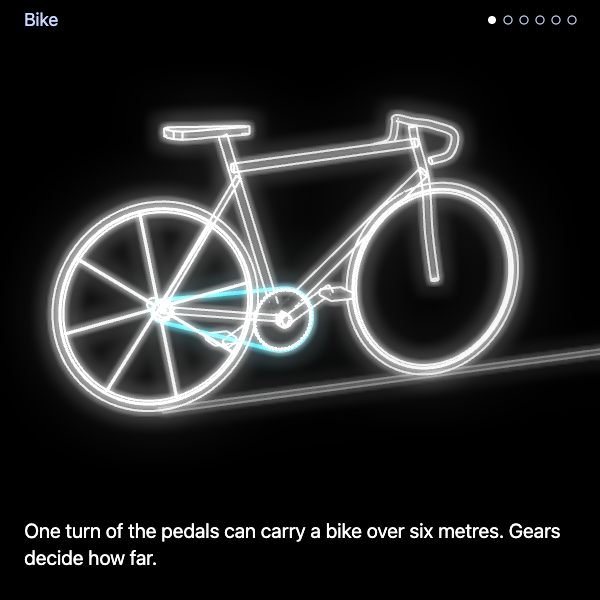 Bike
One turn of the pedals can carry a bike over six metres. Gears
decide how far.